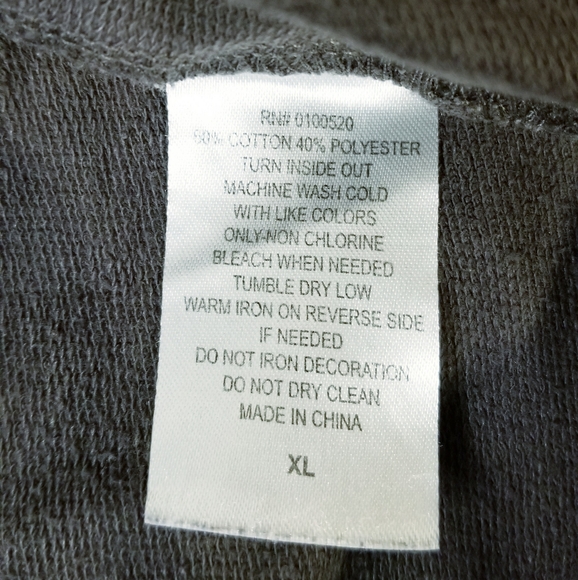 RN# 0100520
60% COTTON 40% POLYESTER
TURN INSIDE OUT
MACHINE WASH COLD
WITH LIKE COLORS
ONLY-NON CHLORINE
BLEACH WHEN NEEDED
TUMBLE DRY LOW
WARM IRON ON REVERSE SIDE
IF NEEDED
DO NOT IRON DECORATION
DO NOT DRY CLEAN
MADE IN CHINA
XL